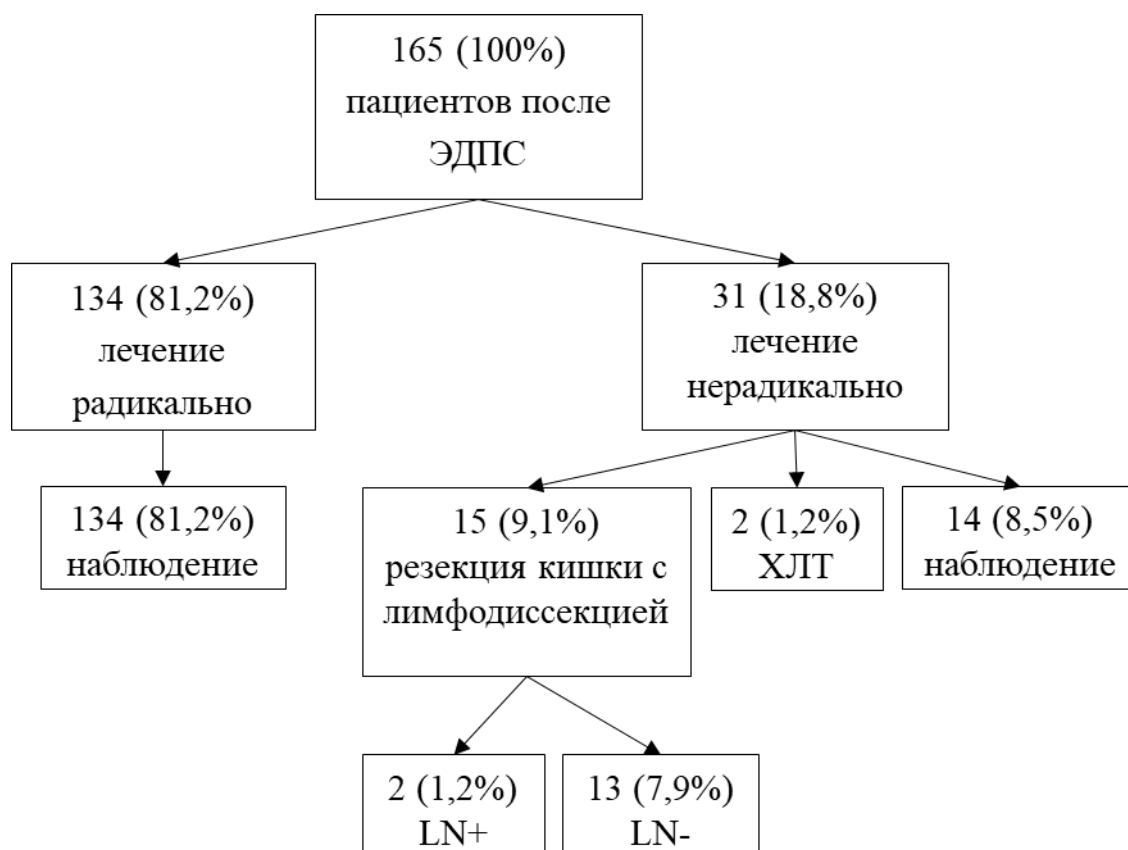 165 (100%)
пациентов после
ЭДПС
134 (81,2%)
лечение
радикально
31 (18,8%)
лечение
нерадикально
134 (81,2%)
наблюдение
15 (9,1%)
резекция кишки с
лимфодиссекцией
2 (1,2%)
ХЛТ
14 (8,5%)
наблюдение
2 (1,2%)
LN+
13 (7,9%)
LN-